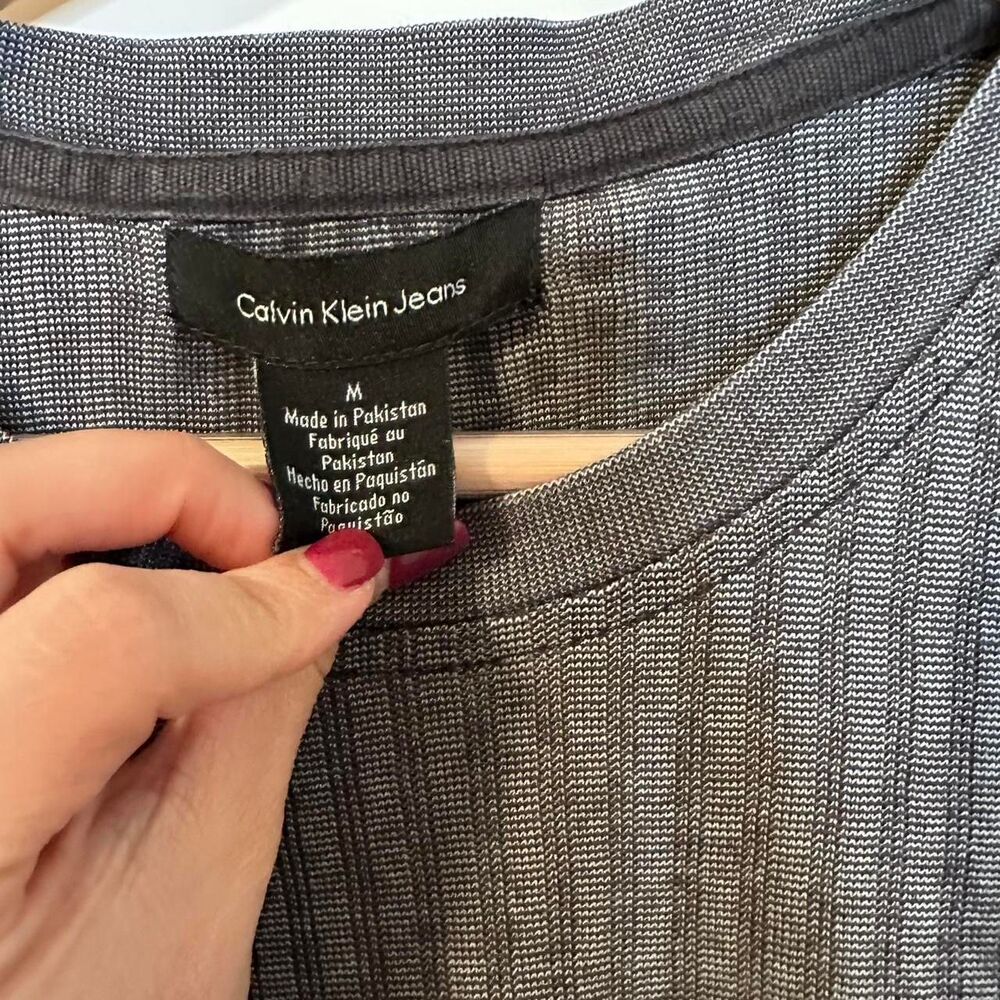 Calvin Klein Jeans
M
Made in Pakistan
Fabriqué au
Pakistan
Hecho en Paquistán
Fabricado no
Paquistão